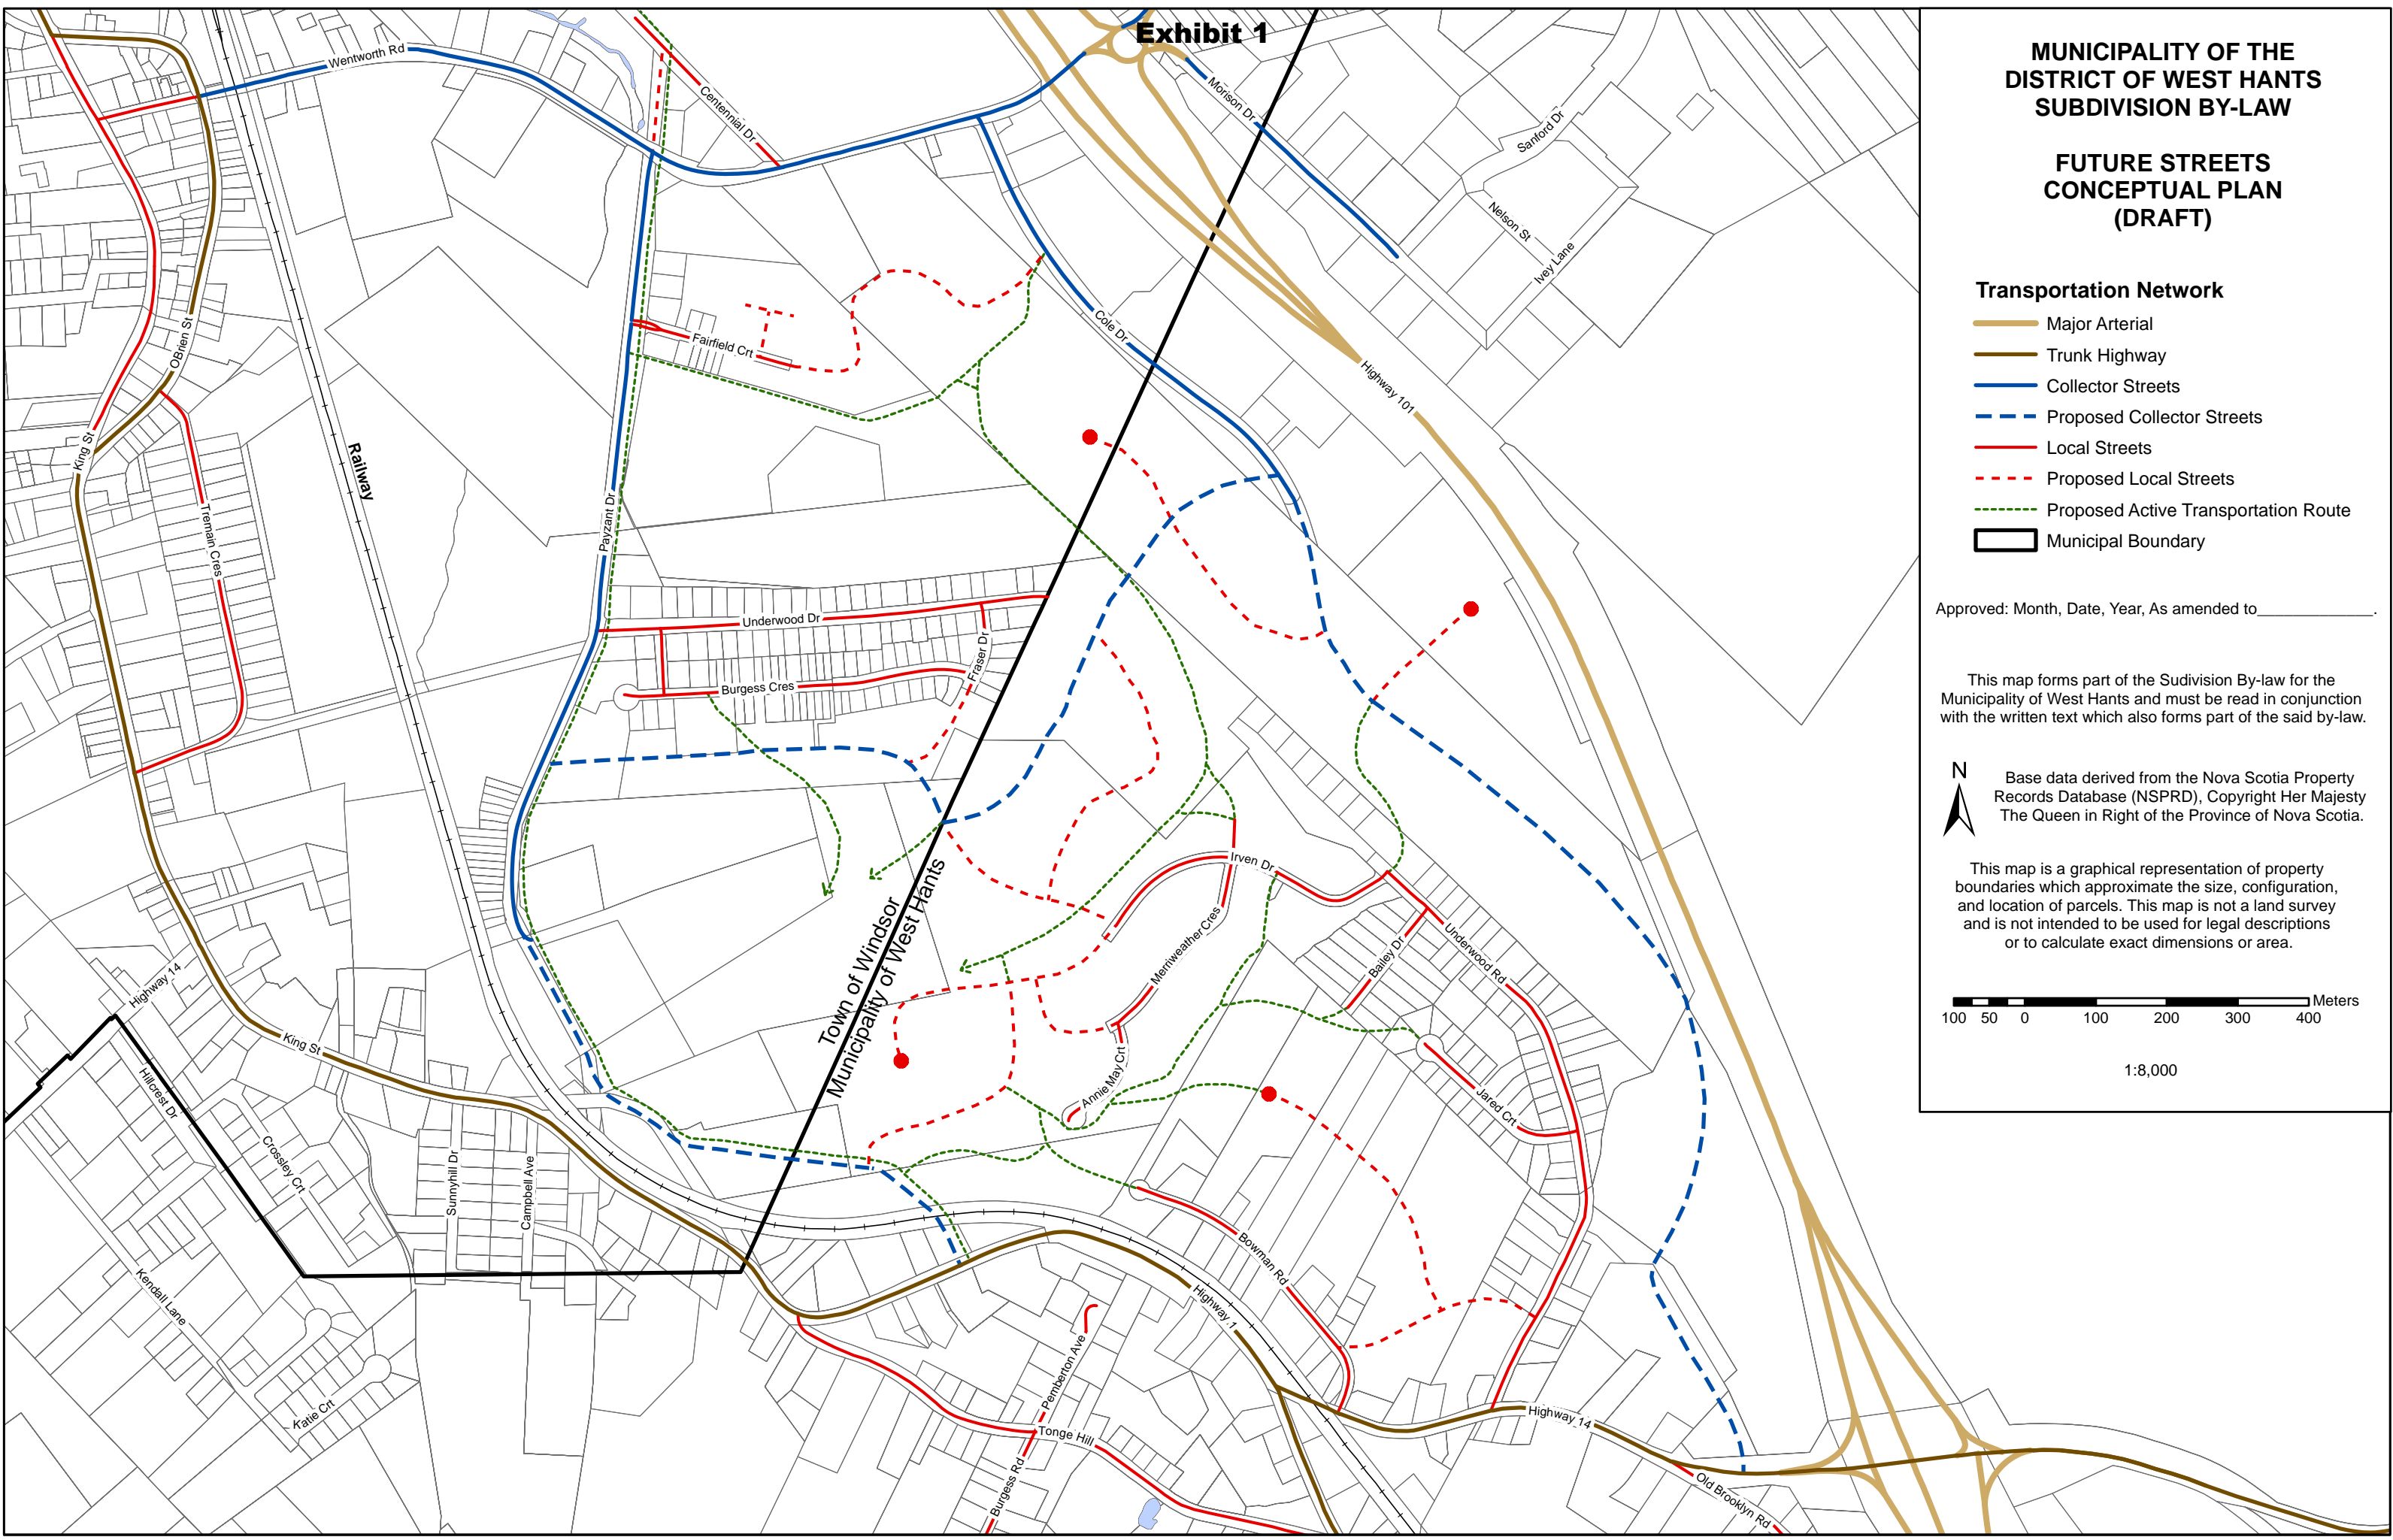 Exhibit 1
MUNICIPALITY OF THE
DISTRICT OF WEST HANTS
SUBDIVISION BY-LAW
FUTURE STREETS
CONCEPTUAL PLAN
(DRAFT)
Transportation Network
Major Arterial
Trunk Highway
Collector Streets
Proposed Collector Streets
Local Streets
Proposed Local Streets
Proposed Active Transportation Route
Municipal Boundary
Approved: Month, Date, Year, As amended to_____________.
This map forms part of the Sudivision By-law for the
Municipality of West Hants and must be read in conjunction
with the written text which also forms part of the said by-law.
N
Base data derived from the Nova Scotia Property
Records Database (NSPRD), Copyright Her Majesty
The Queen in Right of the Province of Nova Scotia.
This map is a graphical representation of property
boundaries which approximate the size, configuration,
and location of parcels. This map is not a land survey
and is not intended to be used for legal descriptions
or to calculate exact dimensions or area.
Meters
100 50 0 100 200 300 400
1:8,000
Wentworth Rd
Centennial Dr
Morison Dr
Sanford Dr
Nelson St
Ivey Lane
OBrien St
Fairfield Crt
Cole Dr
Highway 101
King St
Railway
Tremain Cres
Payzant Dr
Underwood Dr
Fraser Dr
Burgess Cres
Irven Dr
Town of Windsor
Municipality of West Hants
Merriweather Cres
Bailey Dr
Underwood Rd
Highway 14
King St
Hillcrest Dr
Crossley Crt
Sunnyhill Dr
Campbell Ave
Annie May Crt
Jared Crt
Kendall Lane
Katie Crt
Bowman Rd
Highway 1
Pemberton Ave
Tonge Hill
Burgess Rd
Highway 14
Old Brooklyn Rd